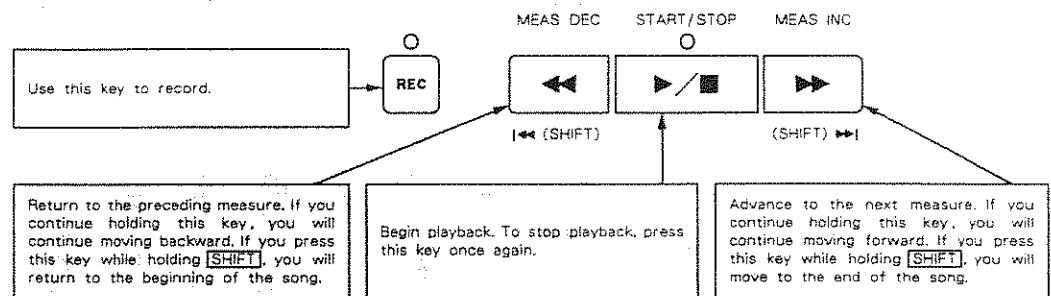 MEAS DEC START/STOP MEAS INC
Use this key to record.
REC
(SHIFT)
(SHIFT)
Return to the preceding measure. If you
continue holding this key, you will
continue moving backward. If you press
this key while holding SHIFT, you will
return to the beginning of the song.
Begin playback. To stop playback, press
this key once again.
Advance to the next measure. If you
continue holding this key, you will
continue moving forward. If you press
this key while holding SHIFT, you will
move to the end of the song.